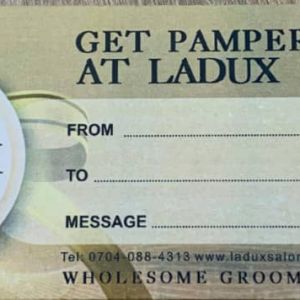 GET PAMPER
AT LADUX
FROM
TO
MESSAGE
Tel: 0704-088-4313 www.laduxsalo
WHOLESOME GROOM